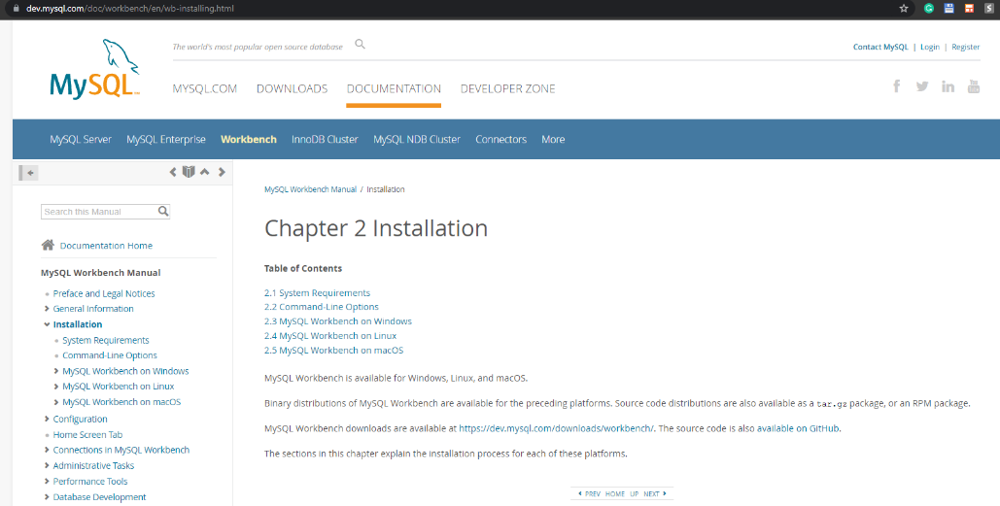 dev.mysql.com/doc/workbench/en/wb-installing.html
The world's most popular open source database
Contact MySQL | Login | Register
MySQL
MYSQL.COM DOWNLOADS DOCUMENTATION DEVELOPER ZONE
MySQL Server MySQL Enterprise Workbench InnoDB Cluster MySQL NDB Cluster Connectors More
Search this Manual
Documentation Home
MySQL Workbench Manual
Preface and Legal Notices
General Information
Installation
System Requirements
Command-Line Options
MySQL Workbench on Windows
MySQL Workbench on Linux
MySQL Workbench on macOS
Configuration
Home Screen Tab
Connections in MySQL Workbench
Administrative Tasks
Performance Tools
Database Development
MySQL Workbench Manual / Installation
Chapter 2 Installation
Table of Contents
2.1 System Requirements
2.2 Command-Line Options
2.3 MySQL Workbench on Windows
2.4 MySQL Workbench on Linux
2.5 MySQL Workbench on macOS
MySQL Workbench is available for Windows, Linux, and macOS.
Binary distributions of MySQL Workbench are available for the preceding platforms. Source code distributions are also available as a tar.gz package, or an RPM package.
MySQL Workbench downloads are available at https://dev.mysql.com/downloads/workbench/. The source code is also available on GitHub.
The sections in this chapter explain the installation process for each of these platforms.
PREV HOME UP NEXT